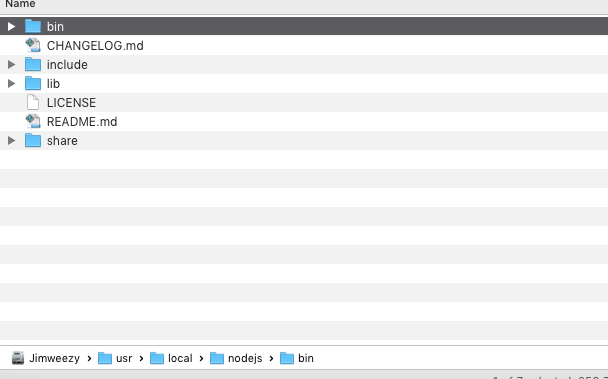 Name
bin
CHANGELOG.md
include
lib
LICENSE
README.md
share
Jimweezy > usr > local > nodejs > bin